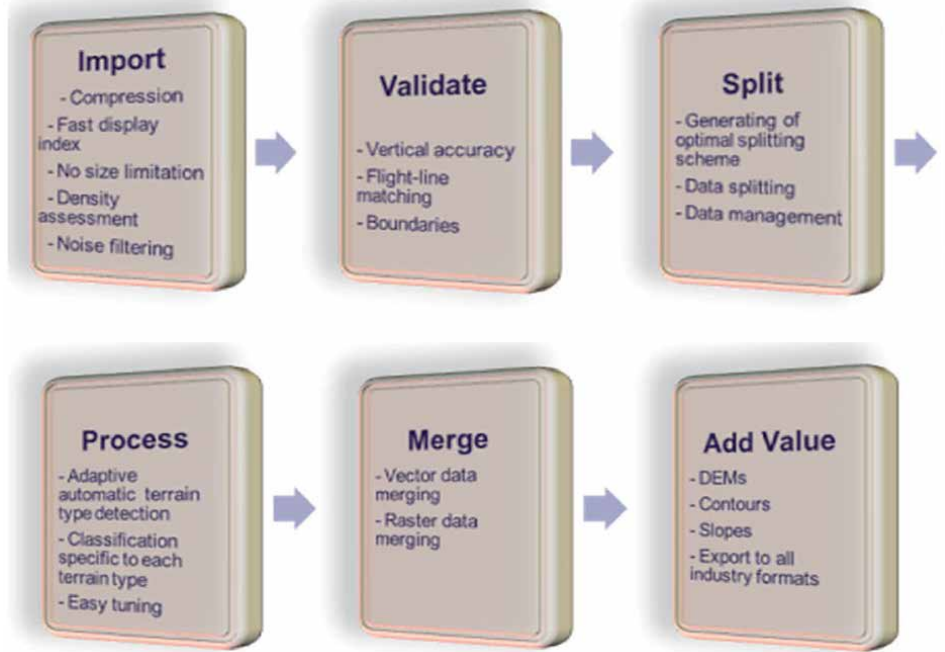 Import
- Compression
- Fast display
index
- No size limitation
- Density
assessment
- Noise filtering
Validate
- Vertical accuracy
- Flight-line
matching
- Boundaries
Split
- Generating of
optimal splitting
scheme
- Data splitting
- Data management
Process
- Adaptive
automatic terrain
type detection
- Classification
specific to each
terrain type
- Easy tuning
Merge
- Vector data
merging
- Raster data
merging
Add Value
- DEMs
- Contours
- Slopes
- Export to all
industry formats